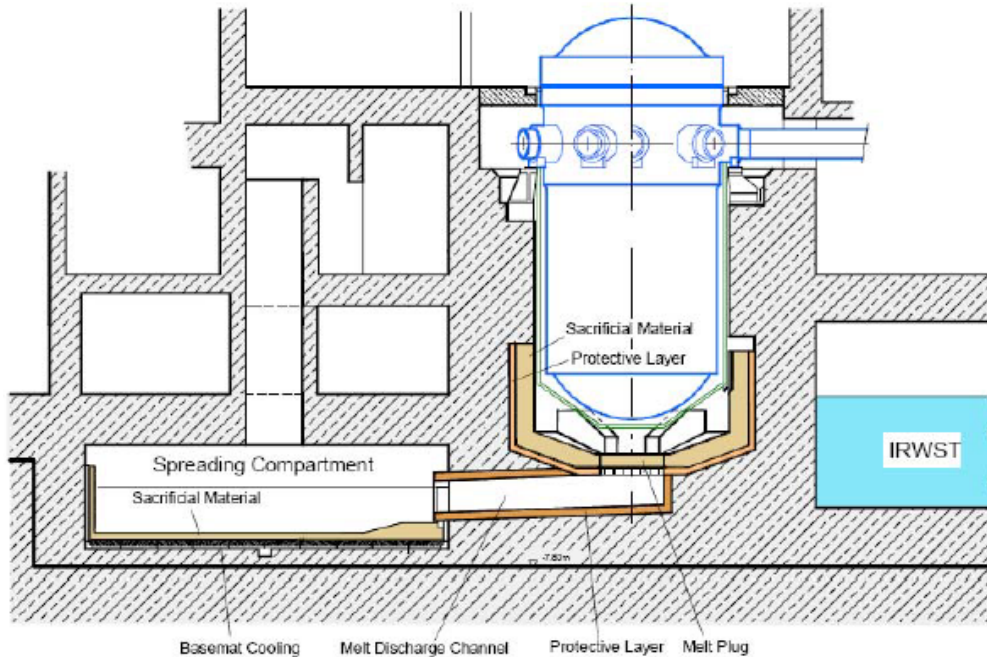 Sacrificial Material
Protective Layer
IRWST
Spreading Compartment
Sacrificial Material
-7.80m
Basemat Cooling
Melt Discharge Channel
Protective Layer
Melt Plug